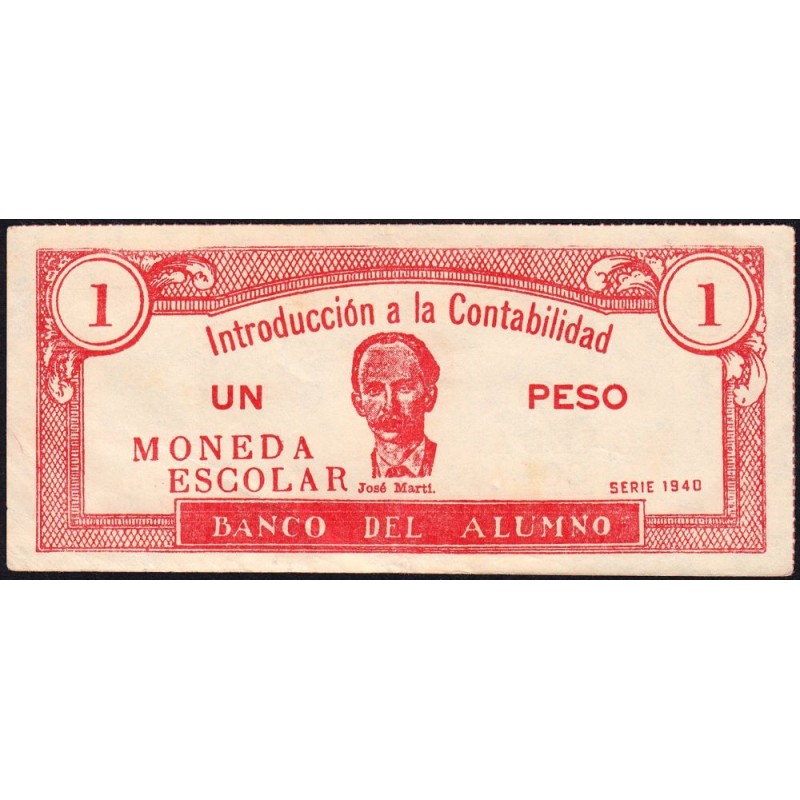 1 1
Introducción a la Contabilidad
UN PESO
MONEDA
ESCOLAR
José Martí.
SERIE 1940
BANCO DEL ALUMNO